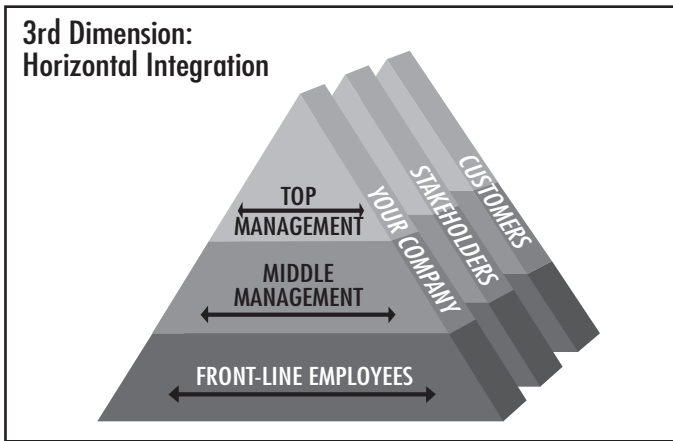 3rd Dimension:
Horizontal Integration
TOP
MANAGEMENT
MIDDLE
MANAGEMENT
FRONT-LINE EMPLOYEES
YOUR COMPANY
STAKEHOLDERS
CUSTOMERS